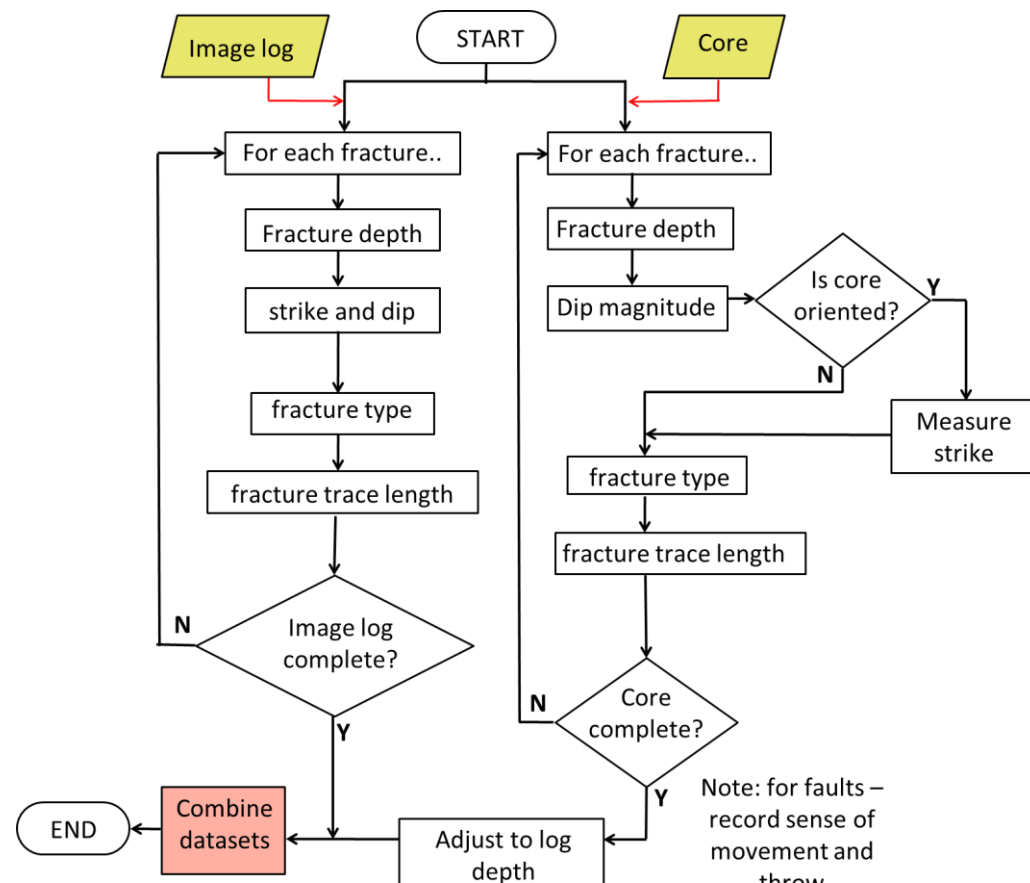 START
Image log
Core
For each fracture..
Fracture depth
strike and dip
fracture type
fracture trace length
Image log
complete?
N
Y
For each fracture..
Fracture depth
Dip magnitude
Is core
oriented?
Y
N
Measure
strike
fracture type
fracture trace length
Core
complete?
N
Y
Adjust to log
depth
Combine
datasets
END
Note: for faults –
record sense of
movement and
throw